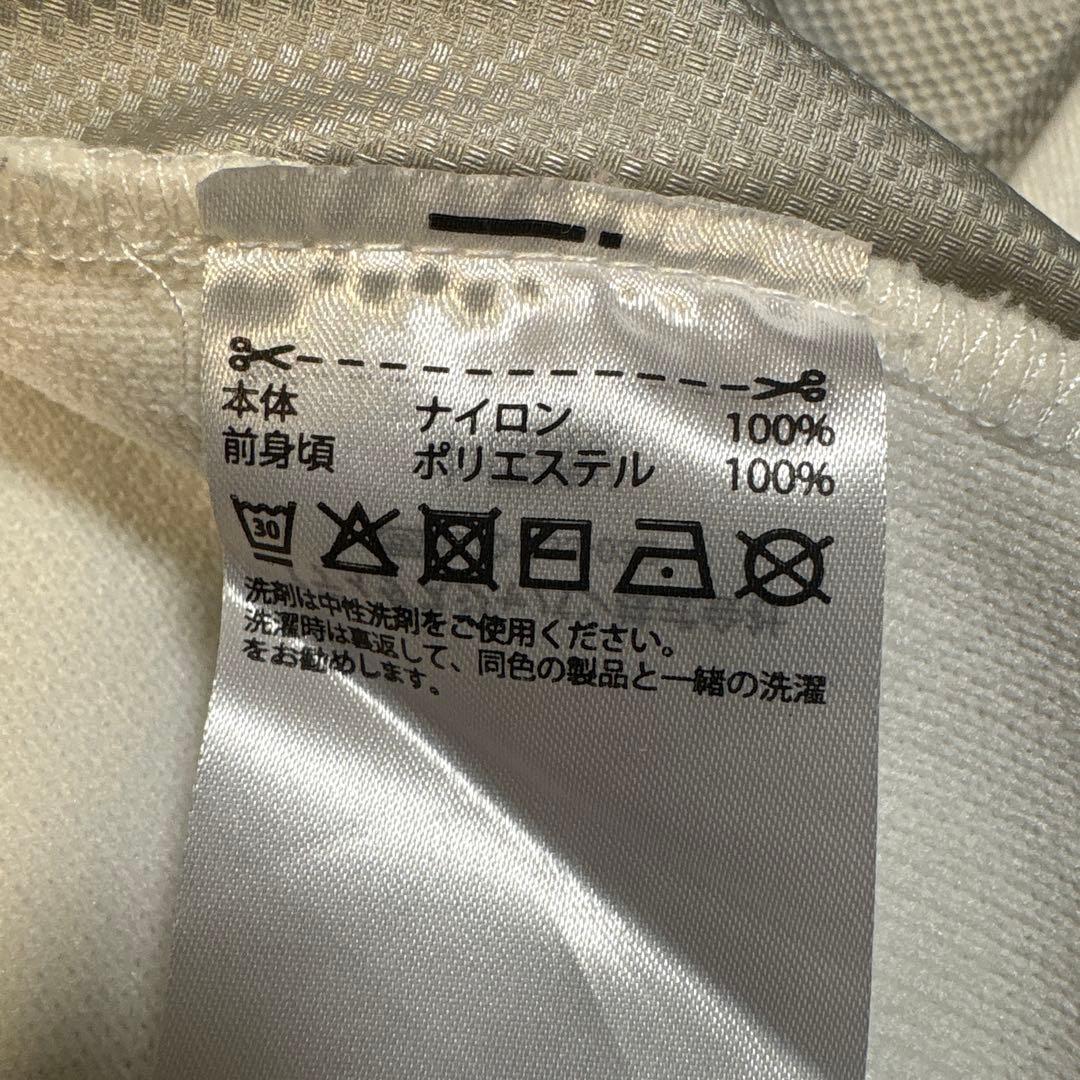 本体 ナイロン 100%
前身頃 ポリエステル 100%
30
洗剤は中性洗剤をご使用ください。
洗濯時は裏返して、同色の製品と一緒の洗濯
をお勧めします。